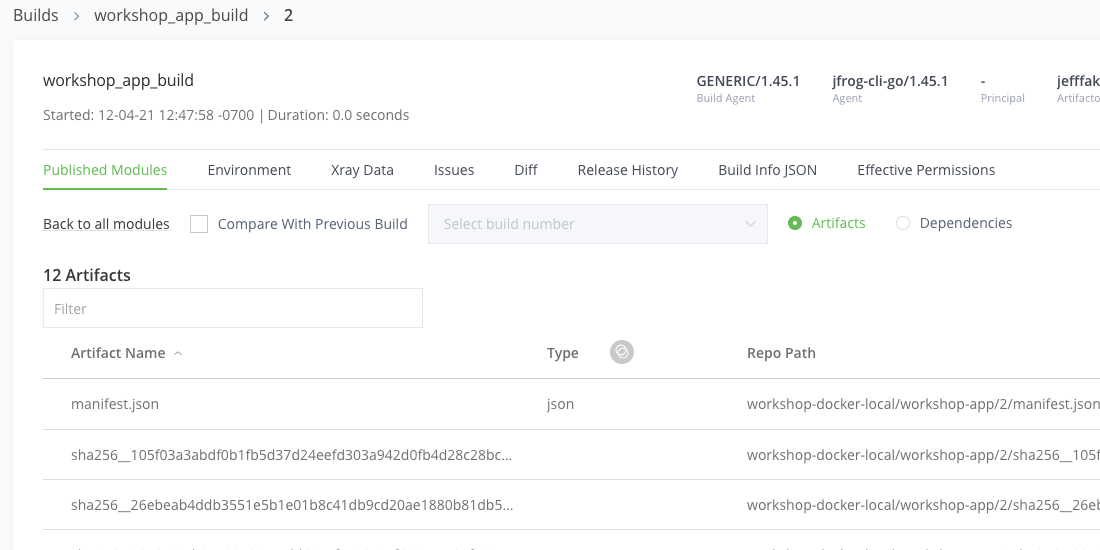 Builds > workshop_app_build > 2
workshop_app_build
GENERIC/1.45.1 jfrog-cli-go/1.45.1 - jefffak
Build Agent Agent Principal Artifacto
Started: 12-04-21 12:47:58 -0700 | Duration: 0.0 seconds
Published Modules Environment Xray Data Issues Diff Release History Build Info JSON Effective Permissions
Back to all modules Compare With Previous Build Select build number Artifacts Dependencies
12 Artifacts
Filter
Artifact Name Type Repo Path
manifest.json json workshop-docker-local/workshop-app/2/manifest.json
sha256__105f03a3abdf0b1fb5d37d24eefd303a942d0fb4d28c28bc... workshop-docker-local/workshop-app/2/sha256__105f
sha256__26ebeab4ddb3551e5b1e01b8c41db9cd20ae1880b81db5... workshop-docker-local/workshop-app/2/sha256__26eb